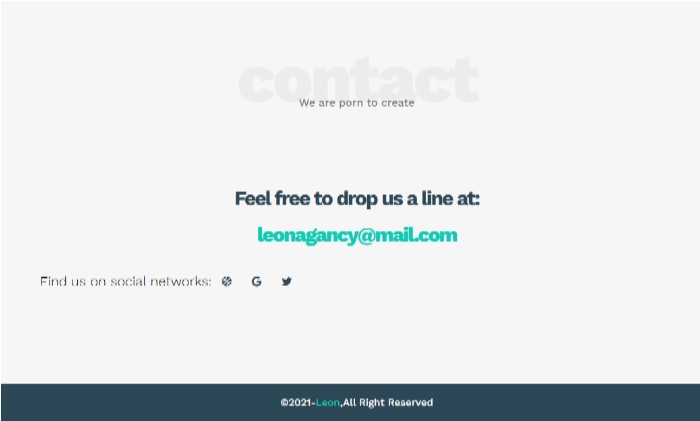 contact
We are porn to create
Feel free to drop us a line at:
leonagancy@mail.com
Find us on social networks:
©2021-Leon,All Right Reserved